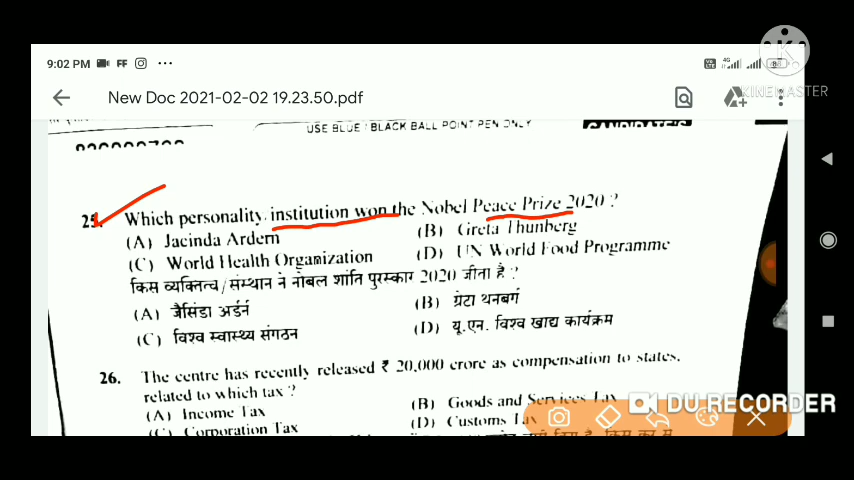 9:02 PM FF
KINEMASTER
New Doc 2021-02-02 19.23.50.pdf
USE BLUE / BLACK BALL POINT PEN ONLY
CANDIDATE'S
25. Which personality/institution won the Nobel Peace Prize 2020 ?
(A) Jacinda Ardern (B) Greta Thunberg
(C) World Health Organization (D) UN World Food Programme
किस व्यक्तित्व/संस्थान ने नोबल शांति पुरस्कार 2020 जीता है ?
(A) जैसिंडा अर्डर्न (B) ग्रेटा थनबर्ग
(C) विश्व स्वास्थ्य संगठन (D) यू.एन. विश्व खाद्य कार्यक्रम
26. The centre has recently released ₹ 20,000 crore as compensation to states,
related to which tax ?
(A) Income Tax (B) Goods and Services Tax
(C) Corporation Tax (D) Customs Tax
DU RECORDER